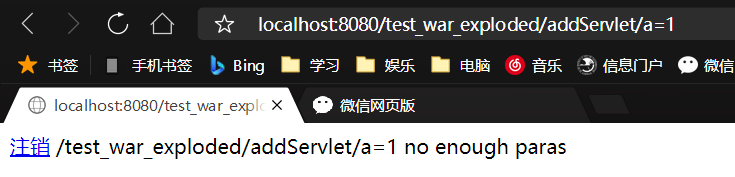 localhost:8080/test_war_exploded/addServlet/a=1
书签 手机书签 Bing 学习 娱乐 电脑 音乐 信息门户 微信
localhost:8080/test_war_explo 微信网页版
注销 /test_war_exploded/addServlet/a=1 no enough paras